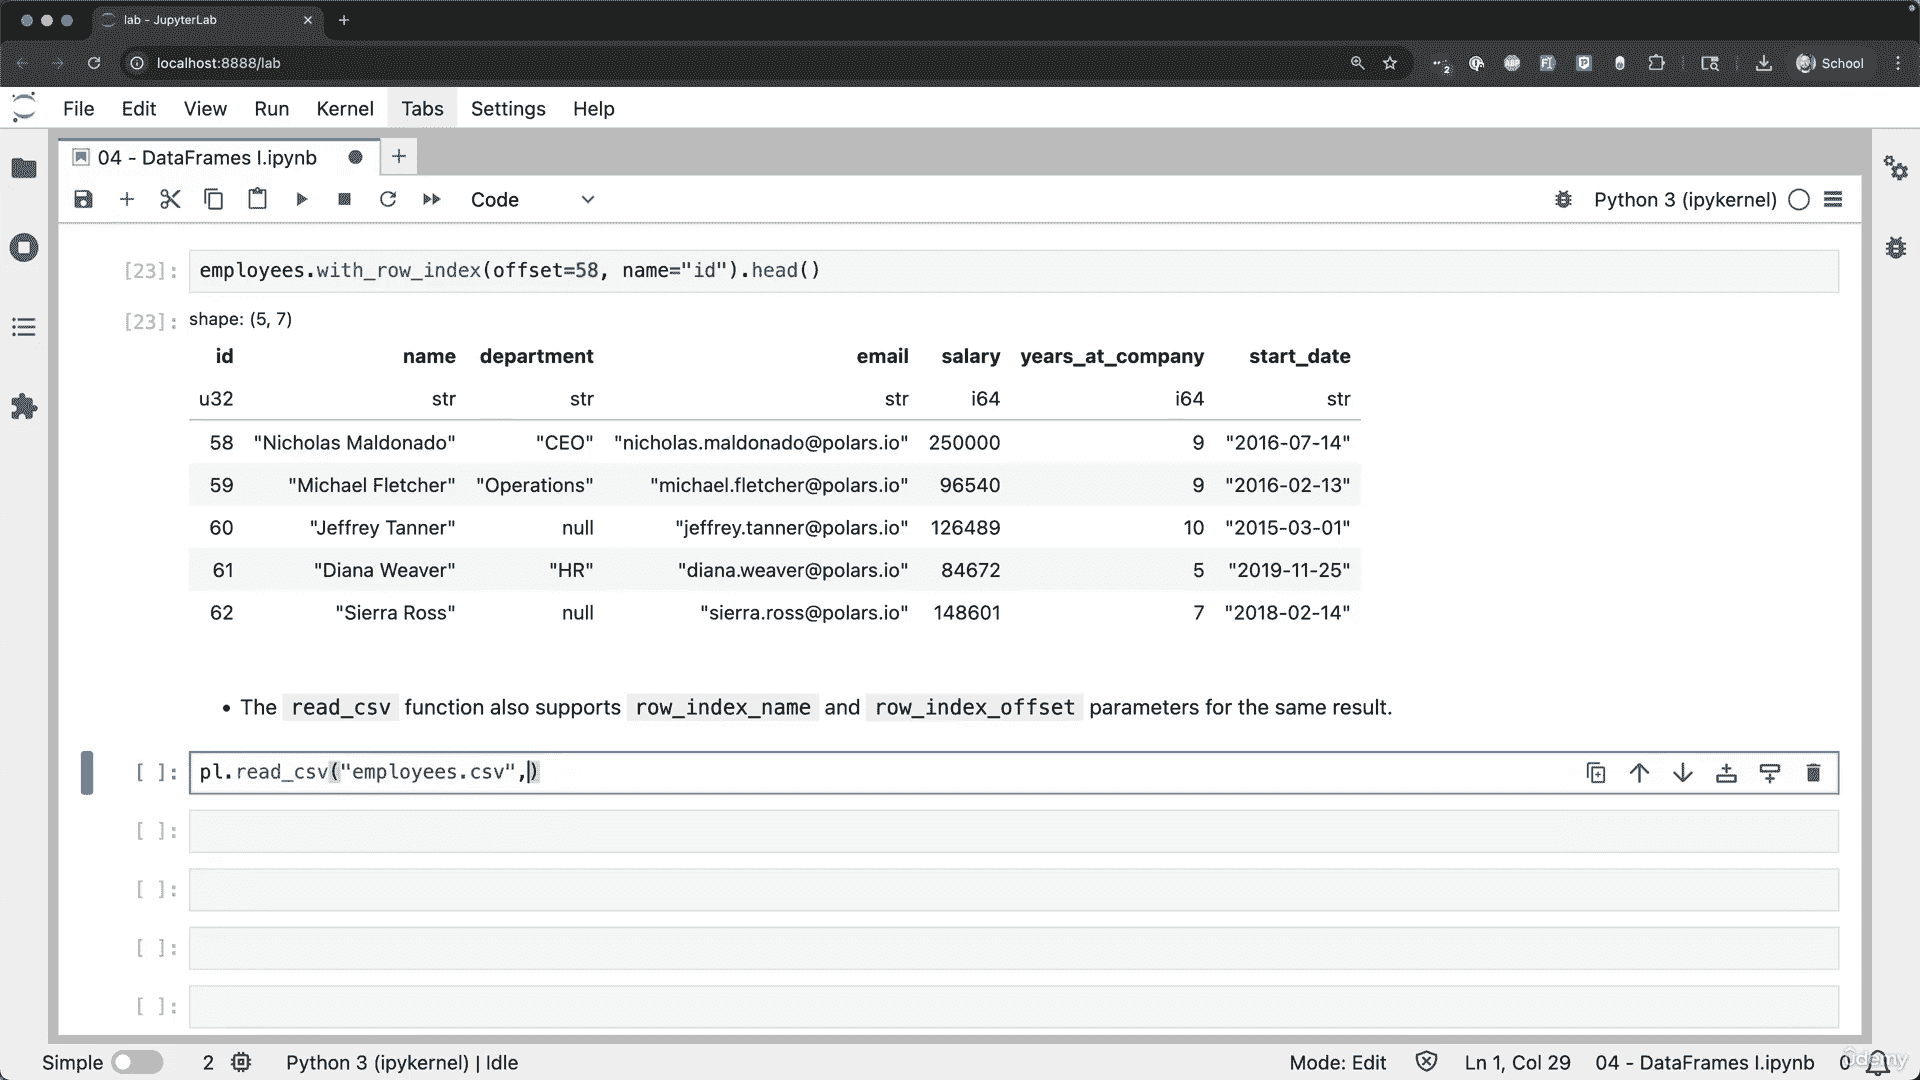 lab - JupyterLab
localhost:8888/lab
2
ABP
School
File Edit View Run Kernel Tabs Settings Help
04 - DataFrames I.ipynb
Code
Python 3 (ipykernel)
[23]: employees.with_row_index(offset=58, name="id").head()
[23]: shape: (5, 7)
id name department email salary years_at_company start_date
u32 str str str i64 i64 str
58 "Nicholas Maldonado" "CEO" "nicholas.maldonado@polars.io" 250000 9 "2016-07-14"
59 "Michael Fletcher" "Operations" "michael.fletcher@polars.io" 96540 9 "2016-02-13"
60 "Jeffrey Tanner" null "jeffrey.tanner@polars.io" 126489 10 "2015-03-01"
61 "Diana Weaver" "HR" "diana.weaver@polars.io" 84672 5 "2019-11-25"
62 "Sierra Ross" null "sierra.ross@polars.io" 148601 7 "2018-02-14"
• The read_csv function also supports row_index_name and row_index_offset parameters for the same result.
[ ]: pl.read_csv("employees.csv",)
[ ]:
[ ]:
[ ]:
[ ]:
Simple 2 Python 3 (ipykernel) | Idle Mode: Edit Ln 1, Col 29 04 - DataFrames I.ipynb 0
udemy